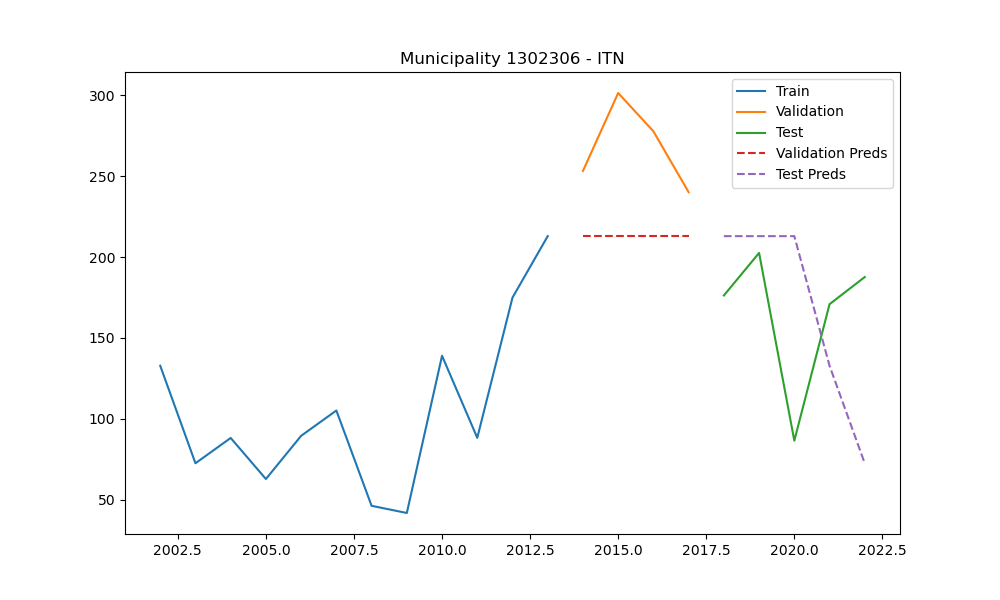 Municipality 1302306 - ITN
300
250
200
150
100
50
2002.5 2005.0 2007.5 2010.0 2012.5 2015.0 2017.5 2020.0 2022.5
Train
Validation
Test
Validation Preds
Test Preds